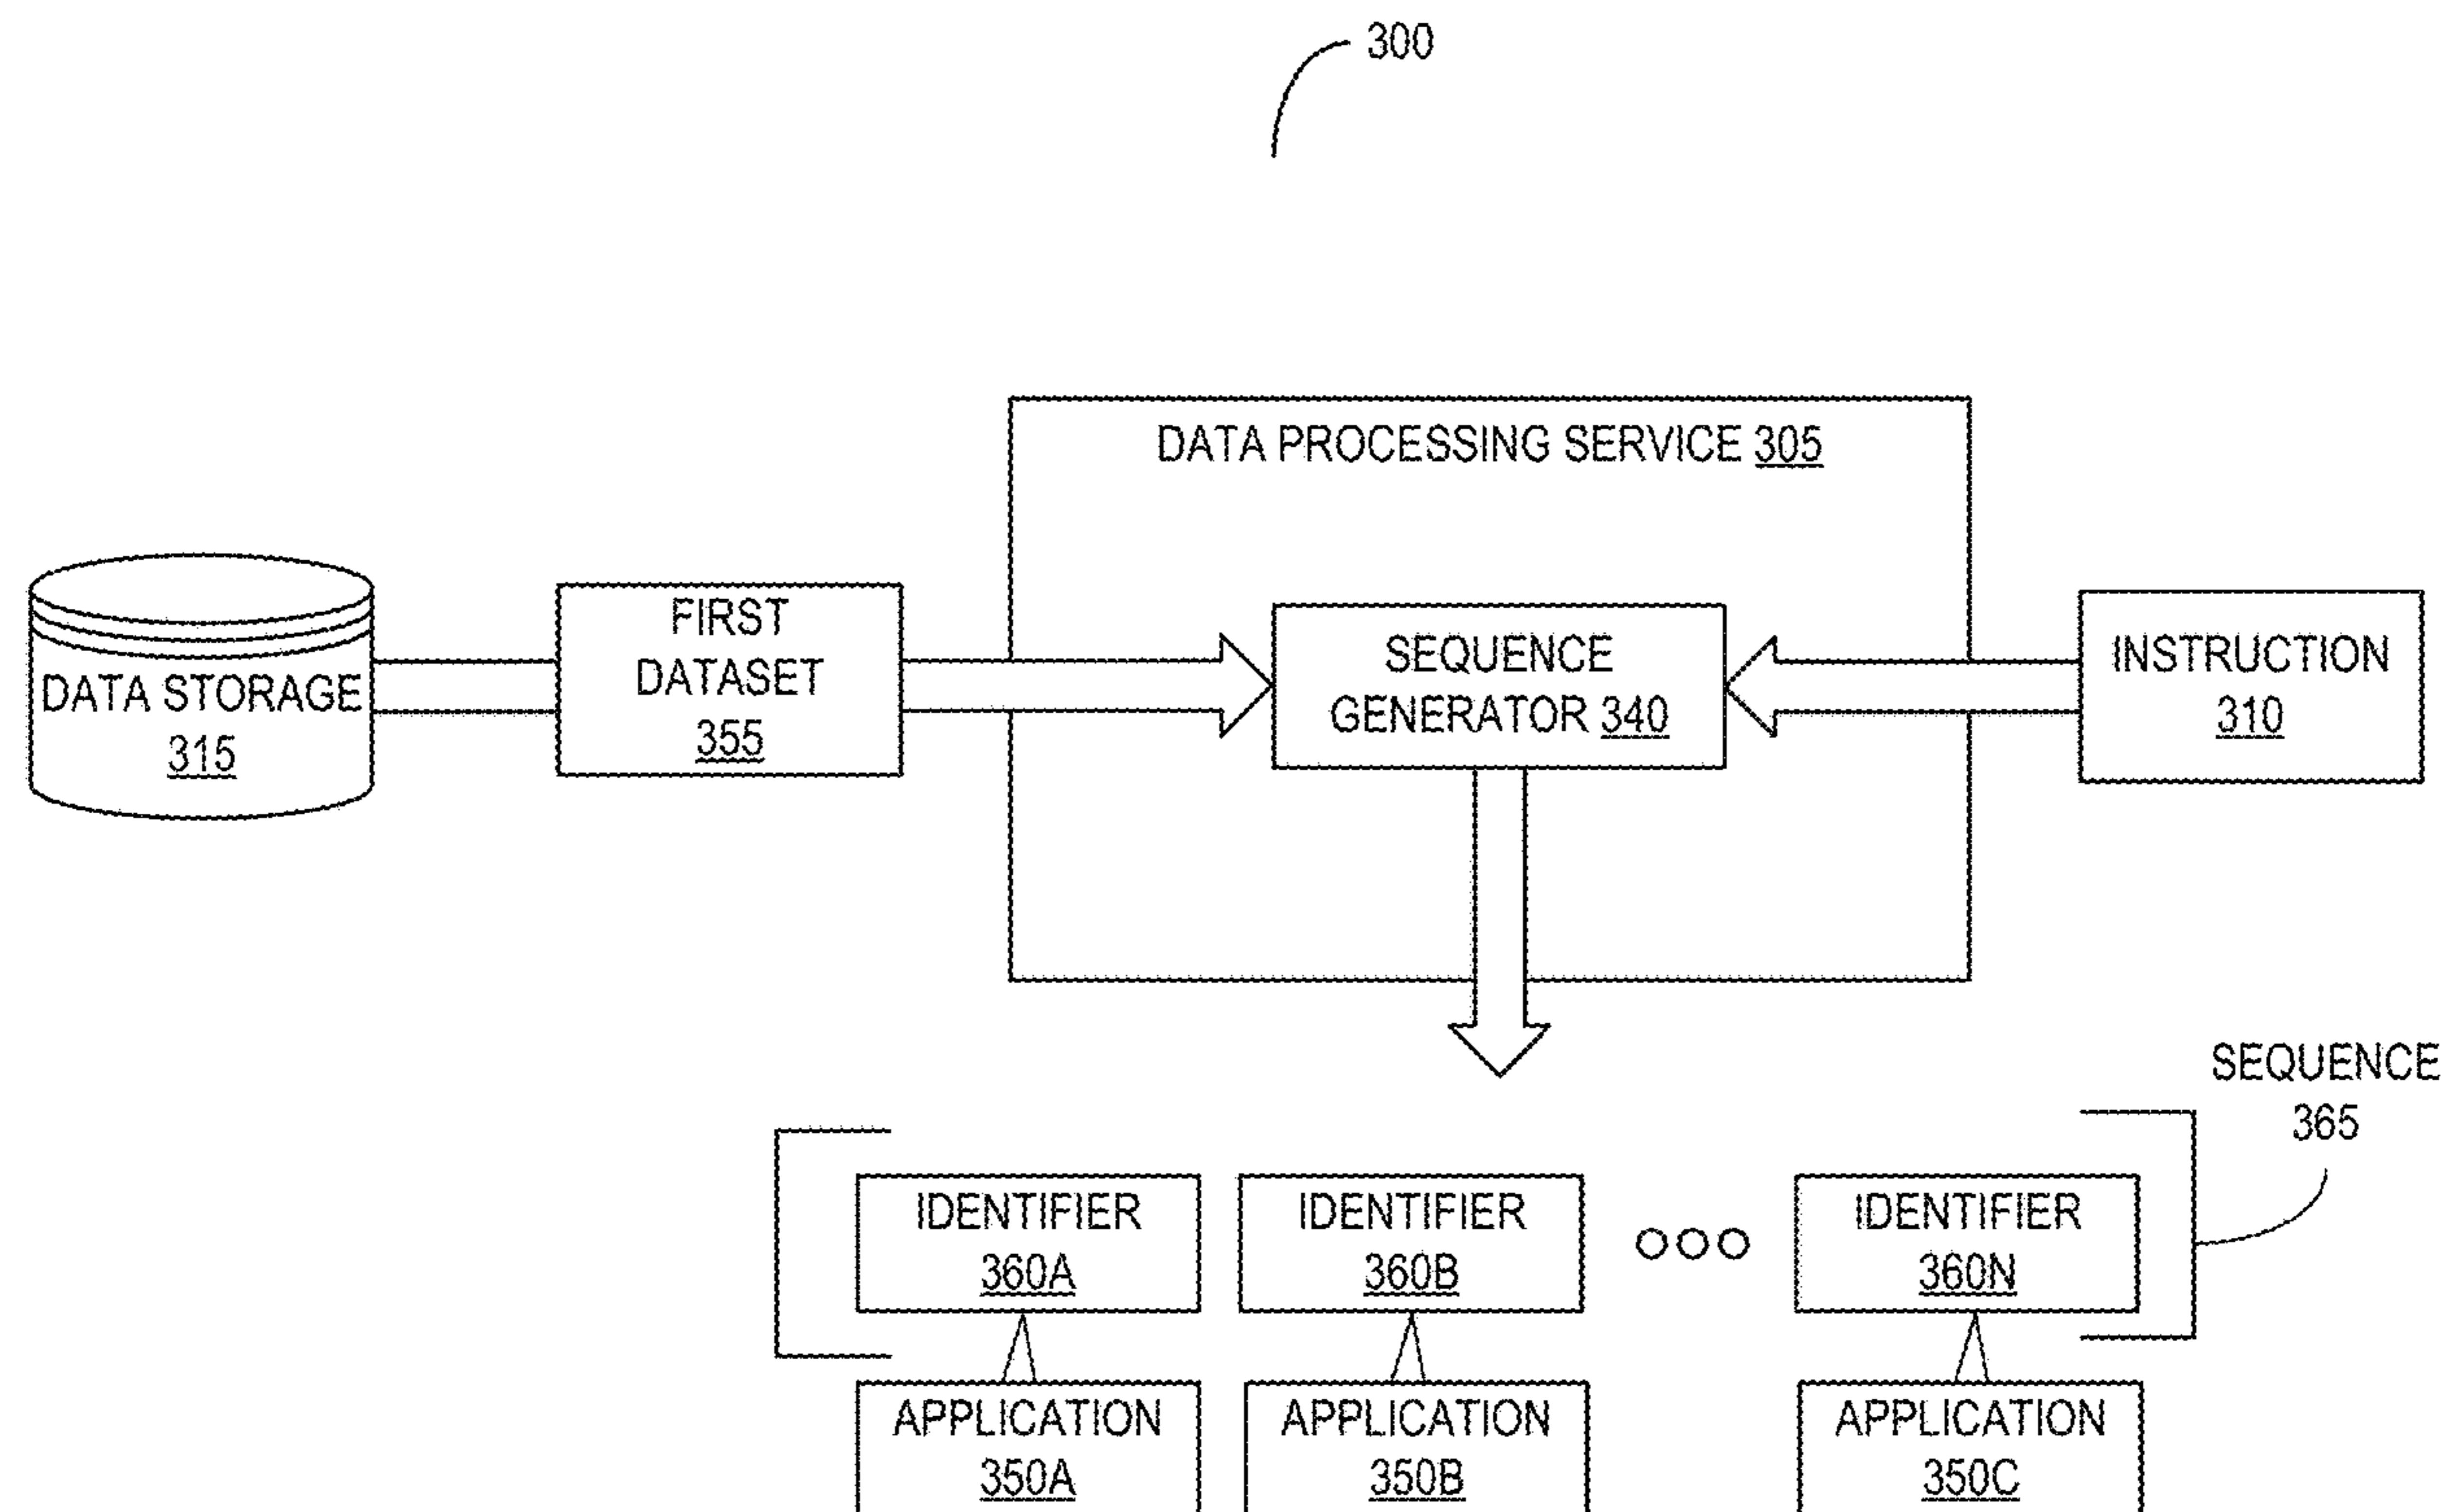 300
DATA PROCESSING SERVICE 305
DATA STORAGE
315
FIRST
DATASET
355
SEQUENCE
GENERATOR 340
INSTRUCTION
310
SEQUENCE
365
IDENTIFIER
360A
IDENTIFIER
360B
IDENTIFIER
360N
APPLICATION
350A
APPLICATION
350B
APPLICATION
350C